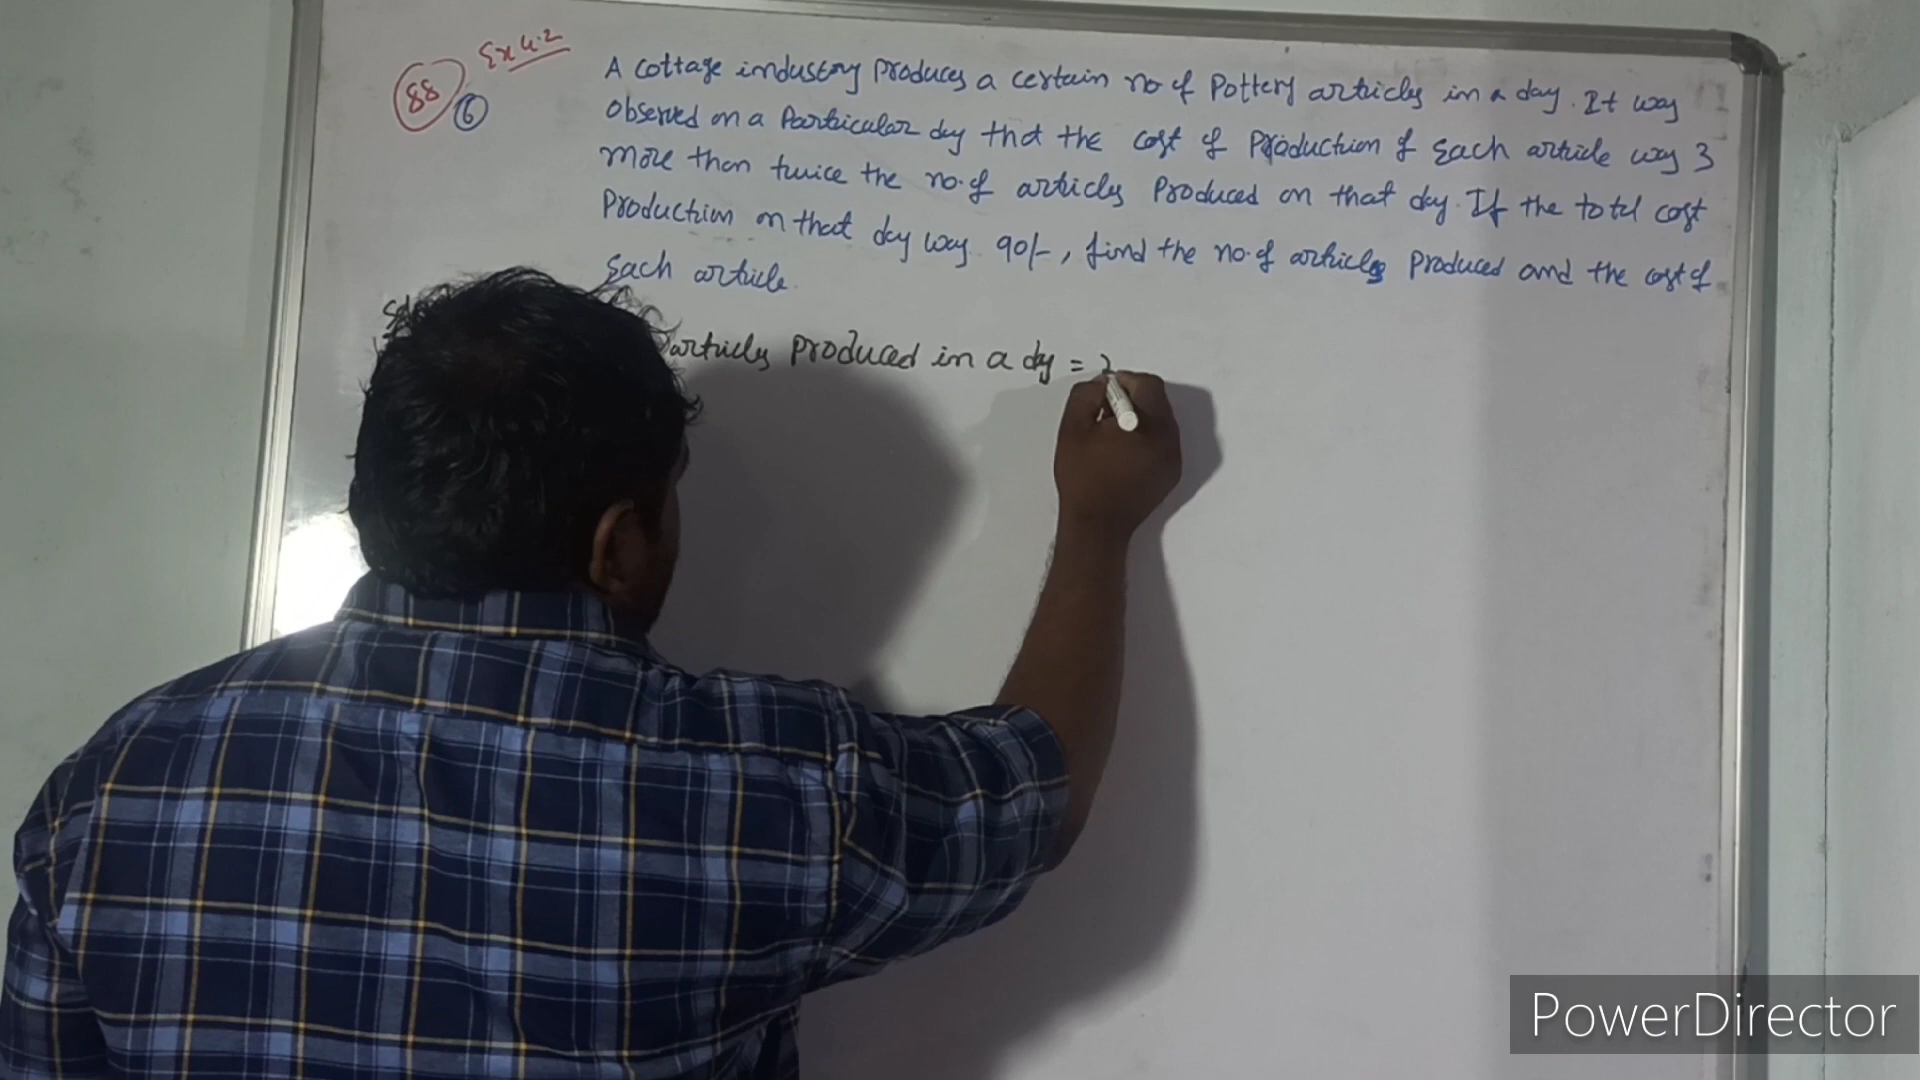 Ex 4.2
88
6
A cottage industry produces a certain no of Pottery articles in a day. It was
observed on a Particular day that the cost of Production of Each article was 3
more than twice the no.of articles Produced on that day. If the total cost
Production on that day was 90/-, find the no.of articles Produced and the cost of
Each article.
articles produced in a day =
PowerDirector